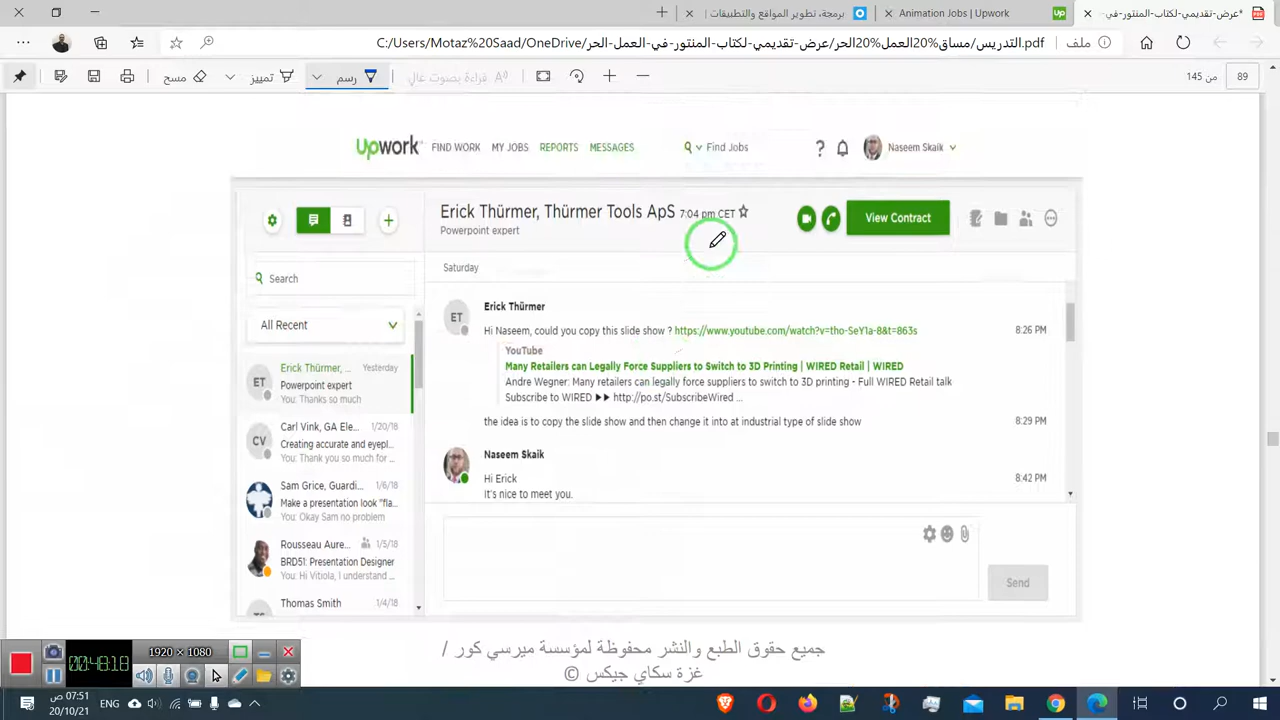 برمجة، تطوير المواقع والتطبيقات |
Animation Jobs | Upwork
عرض-تقديمي-لكتاب-المنتور-في-*
C:/Users/Motaz%20Saad/OneDrive/التدريس/مساق%20العمل%20الحر/عرض-تقديمي-لكتاب-المنتور-في-العمل-الحر.pdf
ملف
مسح
تمييز
رسم
قراءة بصوت عالٍ
من 145
89
Upwork
FIND WORK MY JOBS REPORTS MESSAGES
Find Jobs
Naseem Skaik
Erick Thürmer, Thürmer Tools ApS 7:04 pm CET
Powerpoint expert
View Contract
Search
All Recent
Erick Thürmer, ... Yesterday
Powerpoint expert
You: Thanks so much
Carl Vink, GA Ele... 1/20/18
Creating accurate and eyepl...
You: Thank you so much for ...
Sam Grice, Guardi... 1/6/18
Make a presentation look "fla...
You: Okay Sam no problem
Rousseau Aure... 1/5/18
BRD51: Presentation Designer
You: Hi Vitiola, I understand ...
Thomas Smith 1/4/18
Saturday
ET
CV
Erick Thürmer
Hi Naseem, could you copy this slide show ? https://www.youtube.com/watch?v=tho-SeY1a-8&t=863s 8:26 PM
YouTube
Many Retailers can Legally Force Suppliers to Switch to 3D Printing | WIRED Retail | WIRED
Andre Wegner: Many retailers can legally force suppliers to switch to 3D printing - Full WIRED Retail talk
Subscribe to WIRED ►► http://po.st/SubscribeWired ...
the idea is to copy the slide show and then change it into at industrial type of slide show 8:29 PM
ET
Naseem Skaik
Hi Erick 8:42 PM
It's nice to meet you.
Send
جميع حقوق الطبع والنشر محفوظة لمؤسسة ميرسي كور /
غزة سكاي جيكس ©
1920 × 1080
00:48:18
07:51 ص
20/10/21
ENG